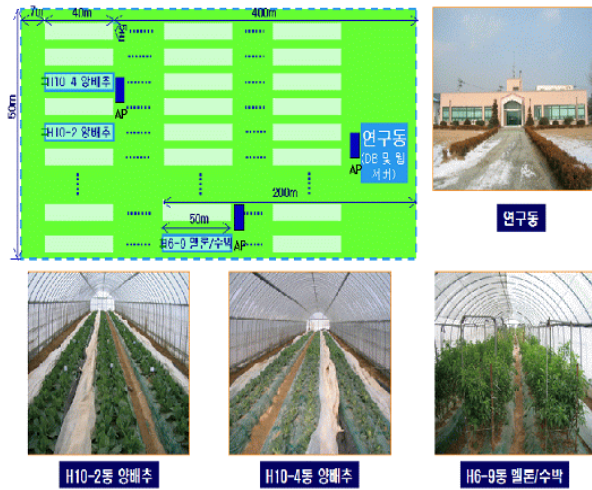 7m
40m
400m
H10-4 양배추
AP
50m
H10-2 양배추
연구동
(DB 및 웹
서버)
AP
200m
50m
H6-9 멜론/수박
AP
연구동
H10-2동 양배추
H10-4동 양배추
H6-9동 멜론/수박